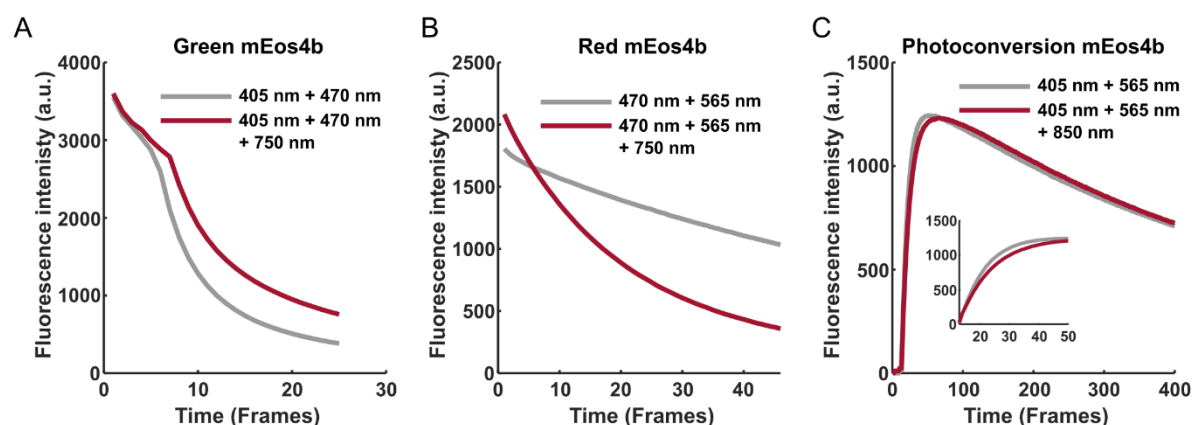 A
Green mEos4b
Fluorescence intenisty (a.u.)
4000
3000
2000
1000
0
405 nm + 470 nm
405 nm + 470 nm
+ 750 nm
0
10
20
30
Time (Frames)
B
Red mEos4b
Fluorescence intenisty (a.u.)
2500
2000
1500
1000
500
0
470 nm + 565 nm
470 nm + 565 nm
+ 750 nm
0
10
20
30
40
Time (Frames)
C
Photoconversion mEos4b
Fluorescence intenisty (a.u.)
1500
1000
500
0
405 nm + 565 nm
405 nm + 565 nm
+ 850 nm
1500
1000
500
0
20
30
40
50
0
100
200
300
400
Time (Frames)